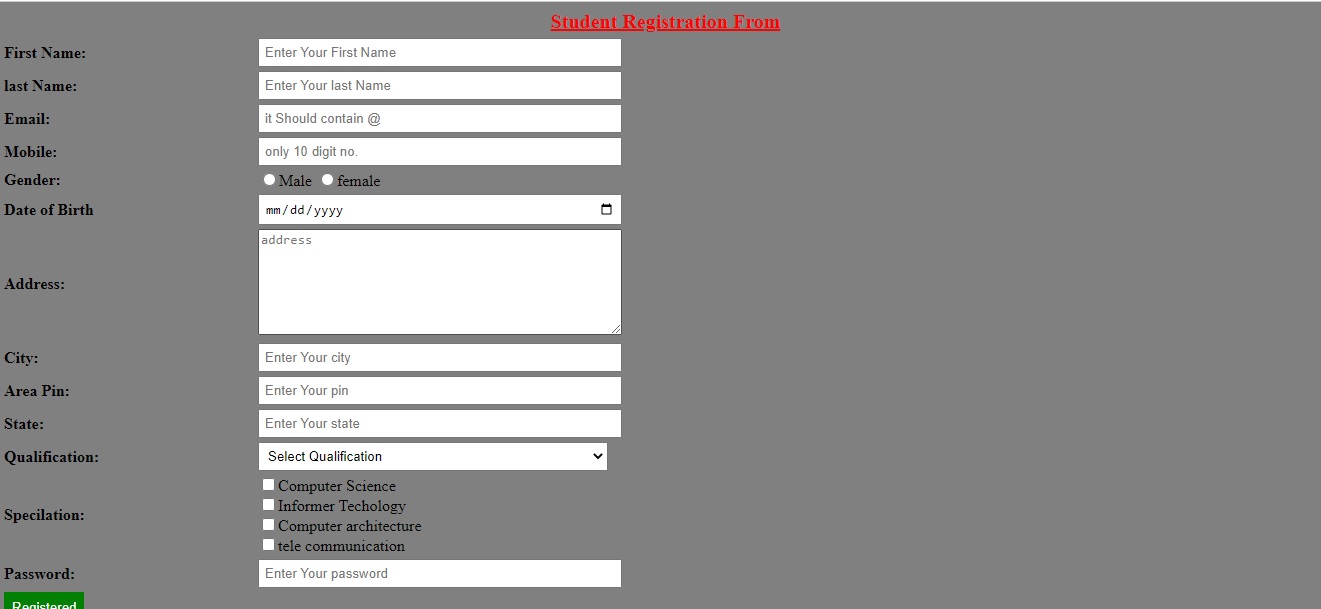 Student Registration From
First Name: Enter Your First Name
last Name: Enter Your last Name
Email: it Should contain @
Mobile: only 10 digit no.
Gender: Male female
Date of Birth mm/dd/yyyy
address
Address:
City: Enter Your city
Area Pin: Enter Your pin
State: Enter Your state
Qualification: Select Qualification
Computer Science
Informer Techology
Specilation:
Computer architecture
tele communication
Password: Enter Your password
Registered